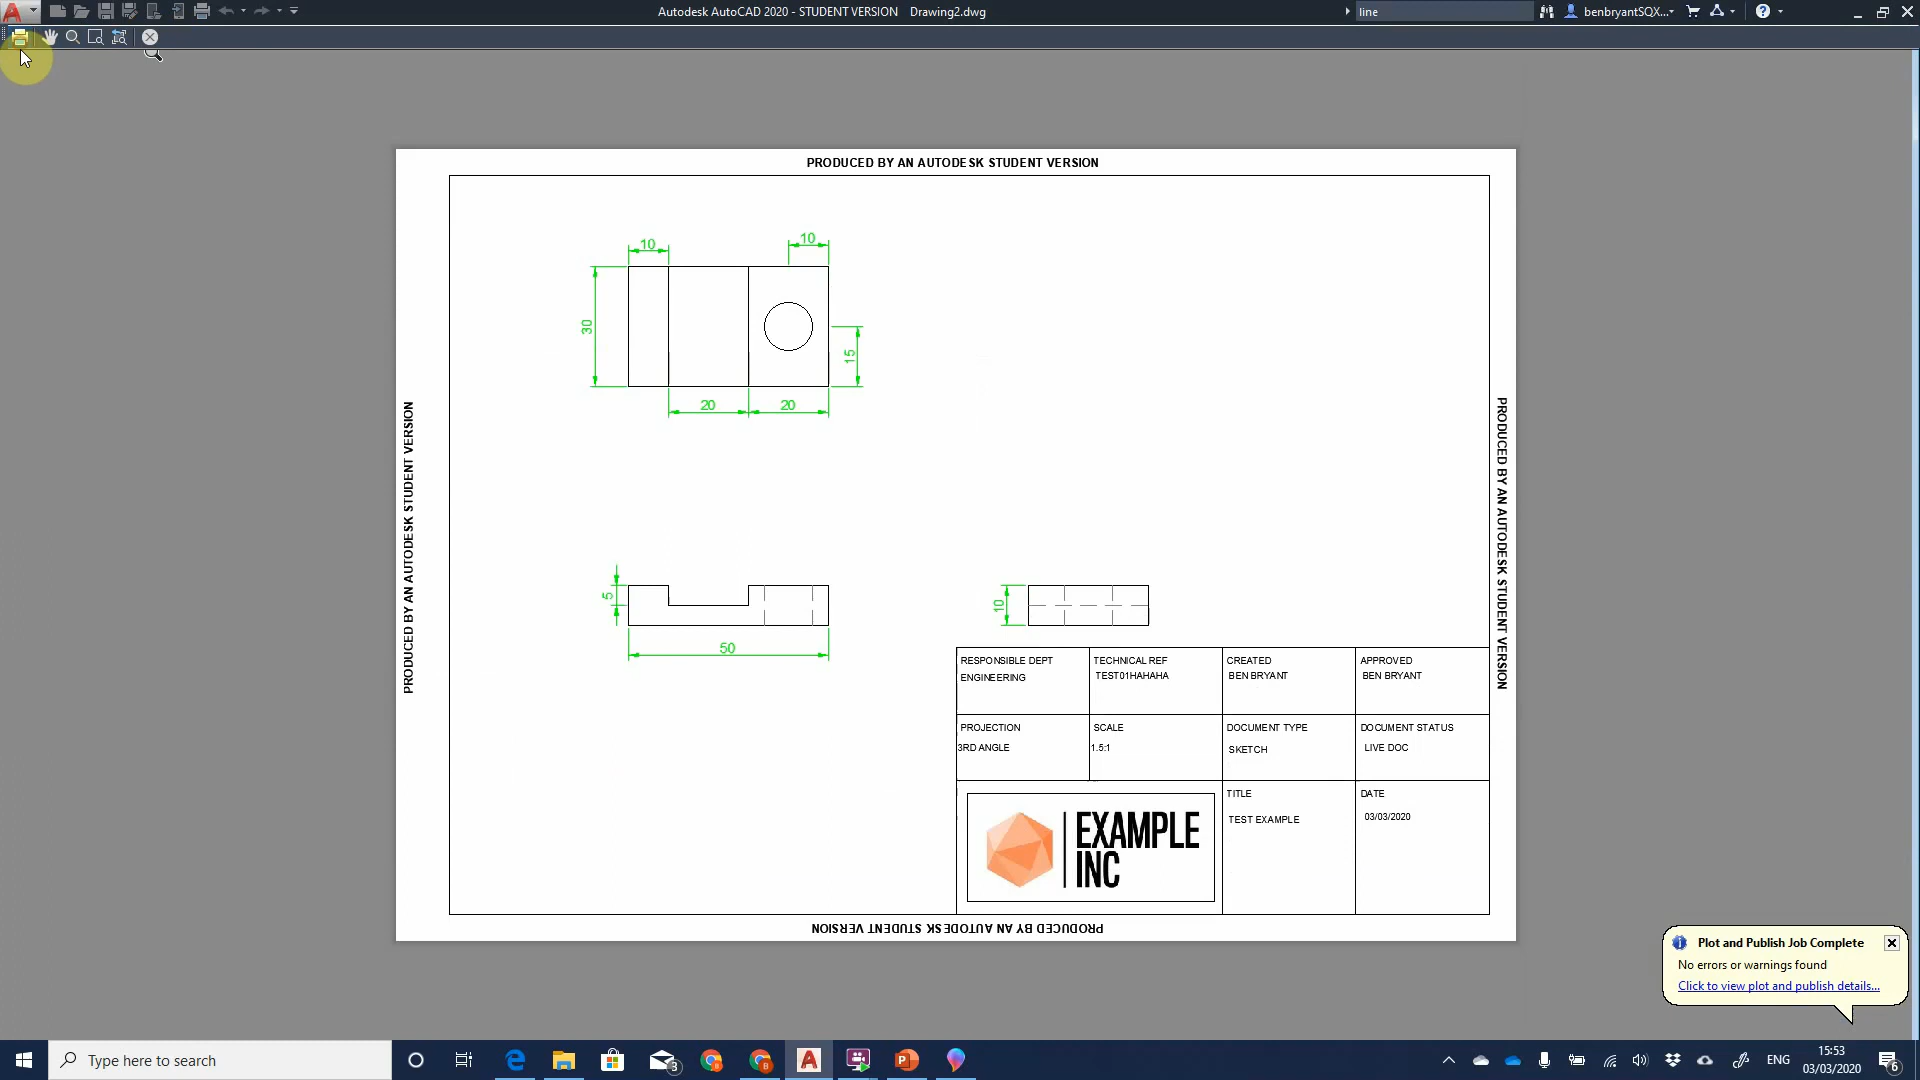 Autodesk AutoCAD 2020 - STUDENT VERSION Drawing2.dwg
line
benbryantSQX...
PRODUCED BY AN AUTODESK STUDENT VERSION
10
10
30
15
20
20
PRODUCED BY AN AUTODESK STUDENT VERSION
PRODUCED BY AN AUTODESK STUDENT VERSION
5
10
50
RESPONSIBLE DEPT
ENGINEERING
TECHNICAL REF
TEST01HAHAHA
CREATED
BEN BRYANT
APPROVED
BEN BRYANT
PROJECTION
3RD ANGLE
SCALE
1.5:1
DOCUMENT TYPE
SKETCH
DOCUMENT STATUS
LIVE DOC
EXAMPLE
INC
TITLE
TEST EXAMPLE
DATE
03/03/2020
PRODUCED BY AN AUTODESK STUDENT VERSION
Plot and Publish Job Complete
No errors or warnings found
Click to view plot and publish details...
Type here to search
3
ENG
15:53
03/03/2020
6